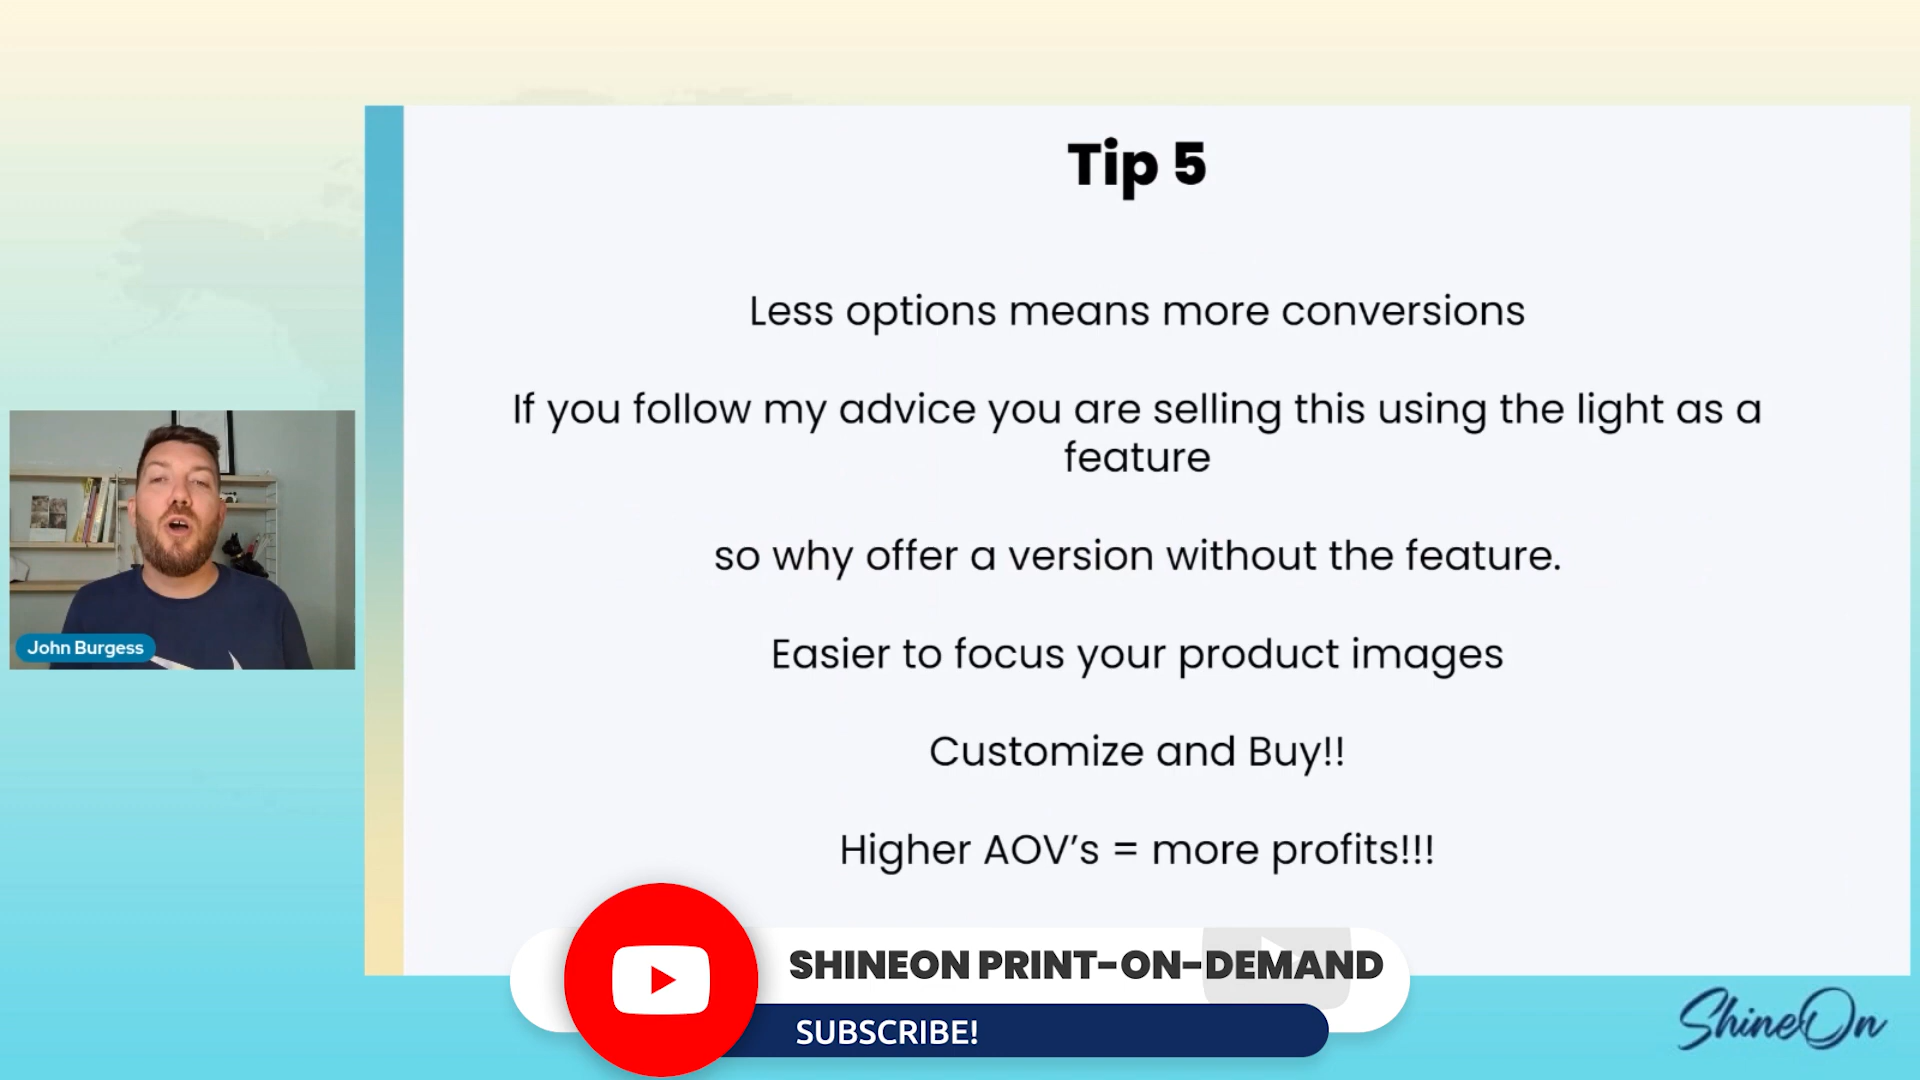 Tip 5
Less options means more conversions
If you follow my advice you are selling this using the light as a
feature
so why offer a version without the feature.
Easier to focus your product images
Customize and Buy!!
Higher AOV’s = more profits!!!
John Burgess
SHINEON PRINT-ON-DEMAND
SUBSCRIBE!
ShineOn